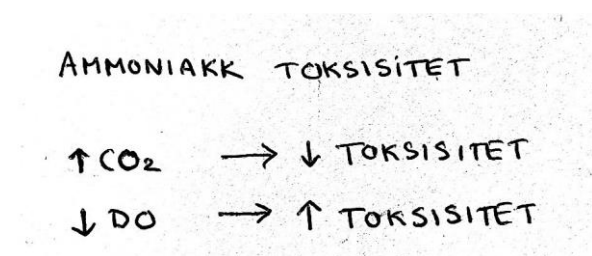 AMMONIAKK TOKSISITET
↑ CO₂ → ↓ TOKSISITET
↓ DO → ↑ TOKSISITET